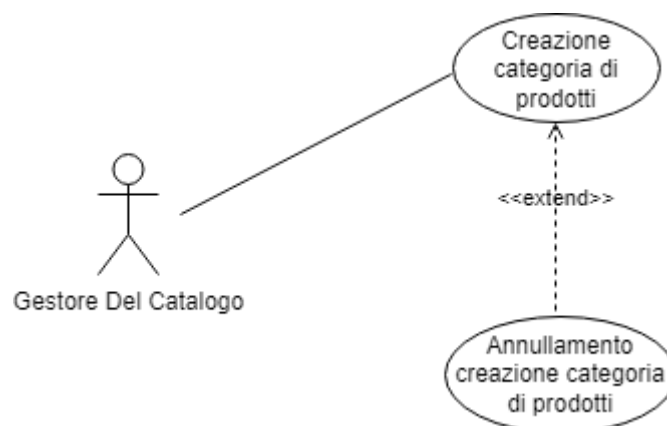 Creazione
categoria di
prodotti
<<extend>>
Gestore Del Catalogo
Annullamento
creazione categoria
di prodotti